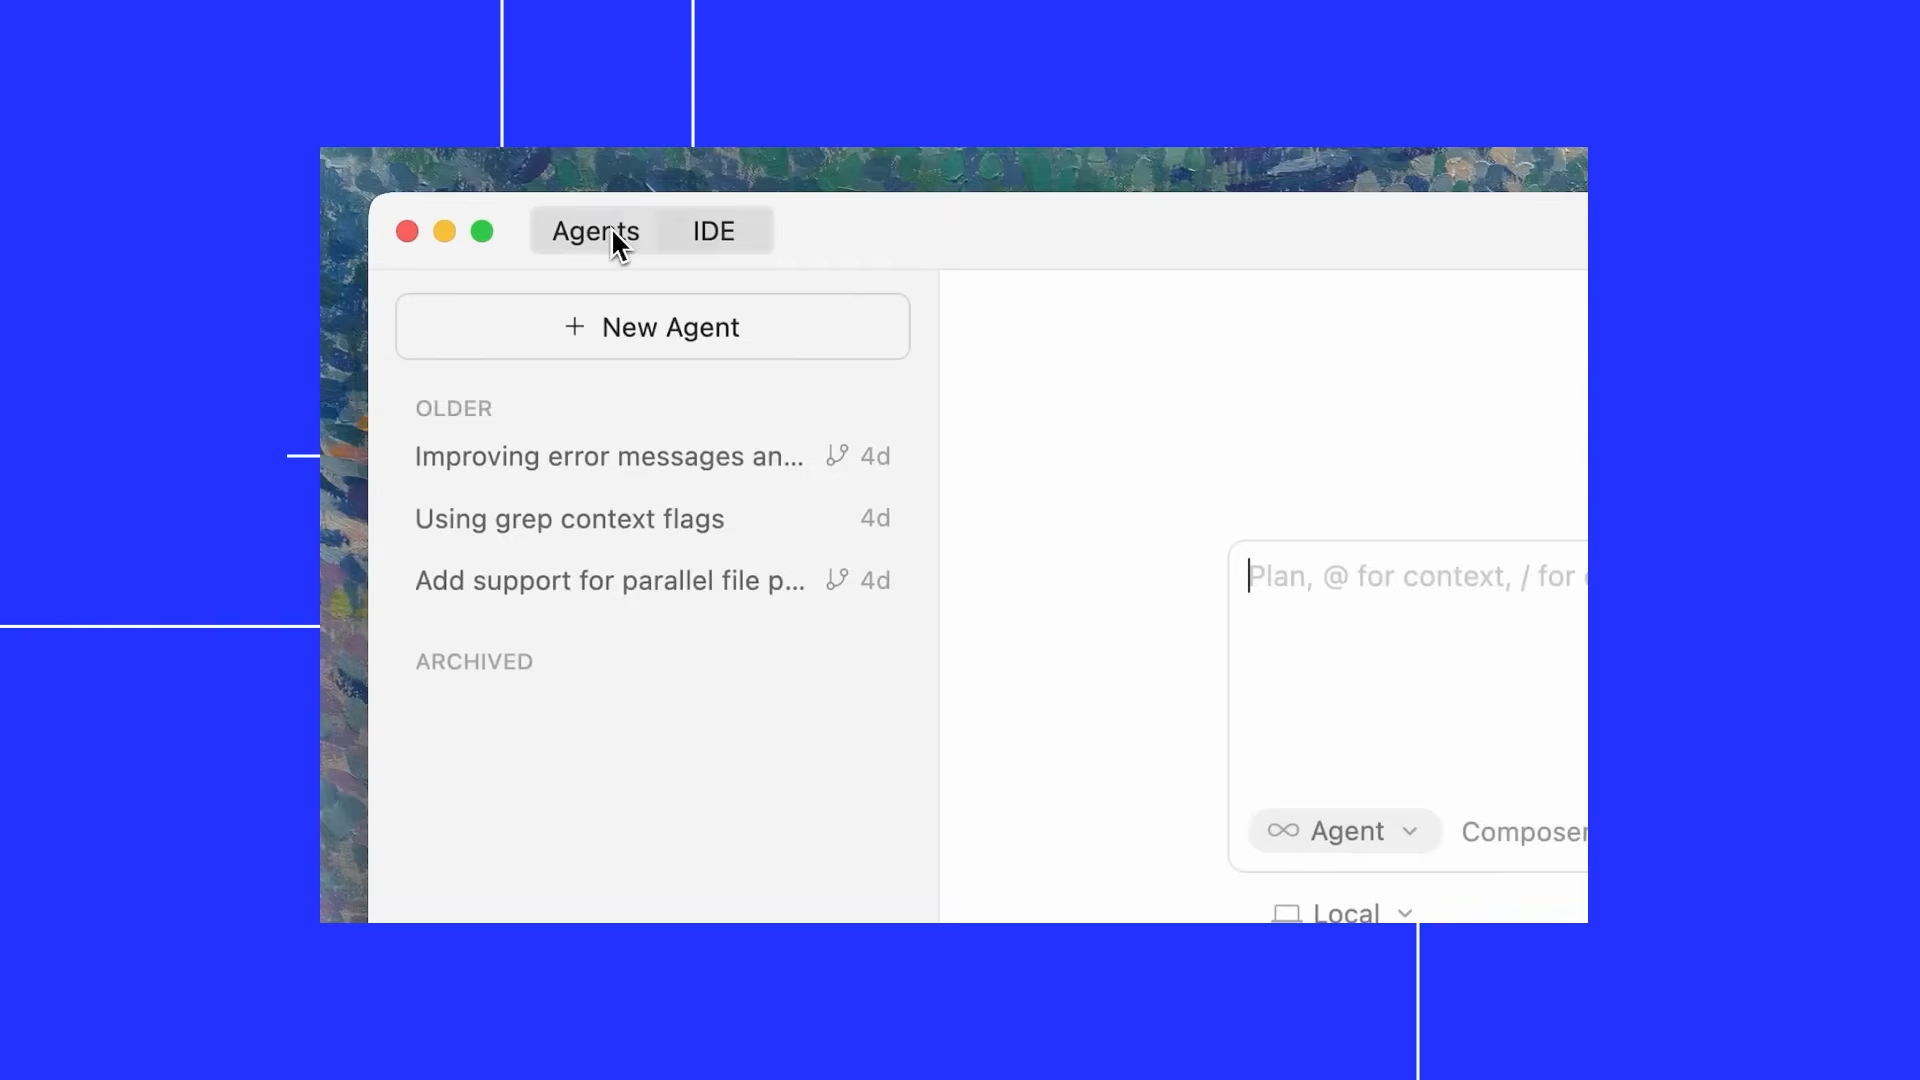 Agents IDE
+ New Agent
OLDER
Improving error messages an... 4d
Using grep context flags 4d
Add support for parallel file p... 4d
ARCHIVED
Plan, @ for context, / for
Agent Composer
Local